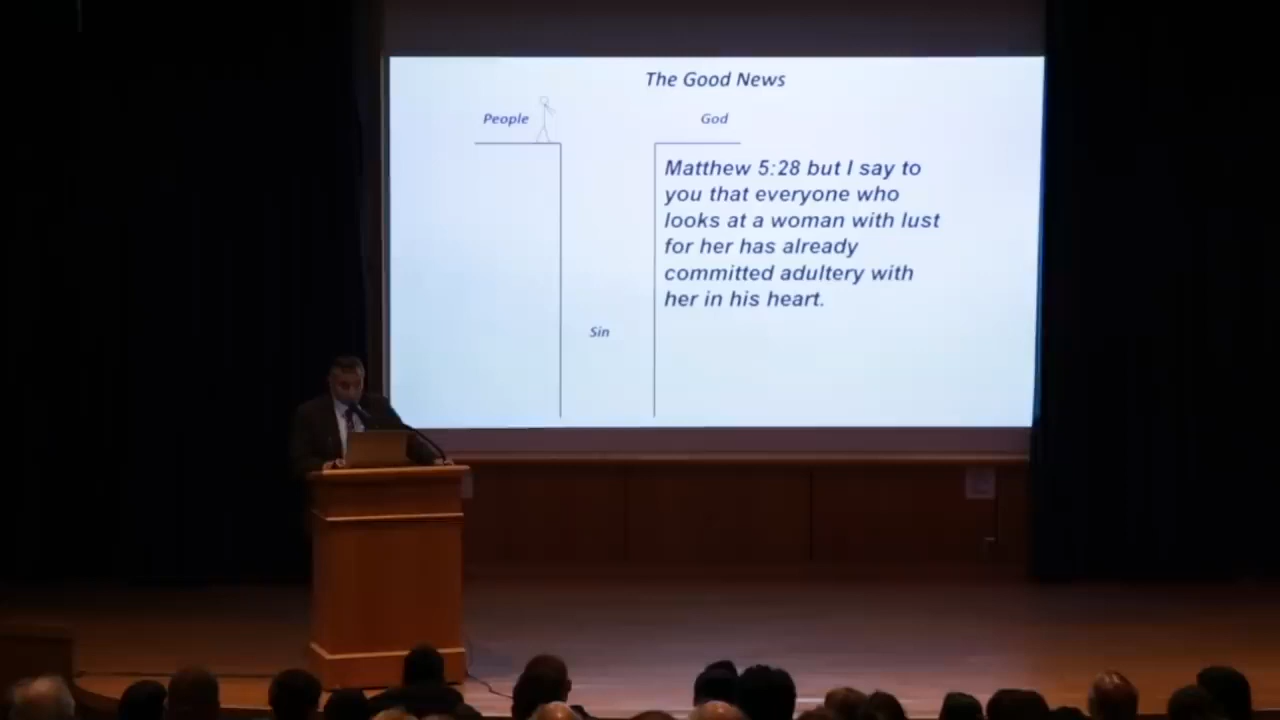 The Good News
People
God
Matthew 5:28 but I say to
you that everyone who
looks at a woman with lust
for her has already
committed adultery with
her in his heart.
Sin